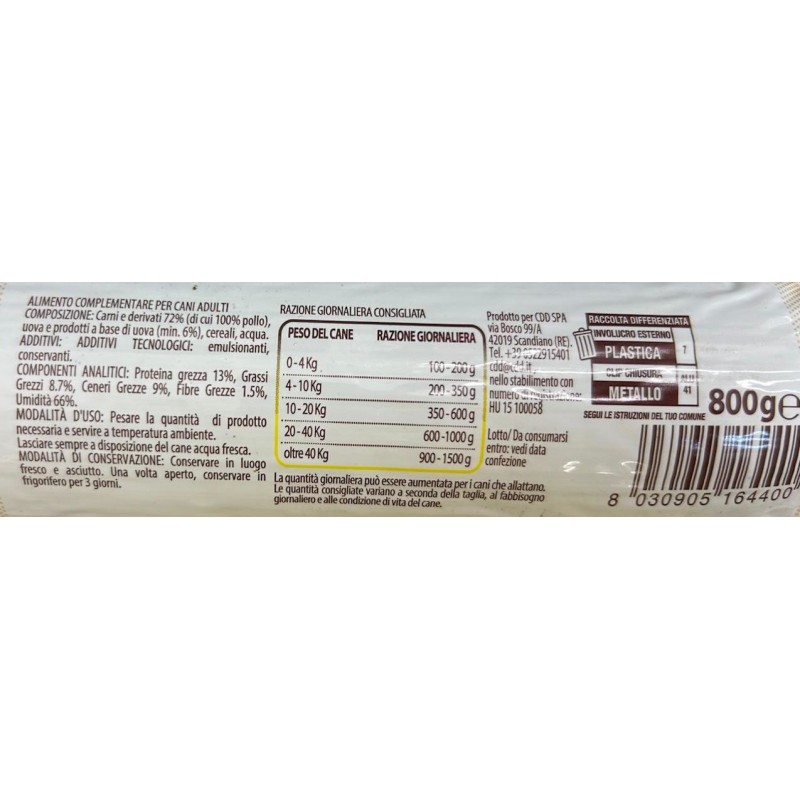 ALIMENTO COMPLEMENTARE PER CANI ADULTI
COMPOSIZIONE: Carni e derivati 72% (di cui 100% pollo),
uova e prodotti a base di uova (min. 6%), cereali, acqua.
ADDITIVI: ADDITIVI TECNOLOGICI: emulsionanti,
conservanti.
COMPONENTI ANALITICI: Proteina grezza 13%, Grassi
Grezzi 8.7%, Ceneri Grezze 9%, Fibre Grezze 1.5%,
Umidità 66%.
MODALITÀ D'USO: Pesare la quantità di prodotto
necessaria e servire a temperatura ambiente.
Lasciare sempre a disposizione del cane acqua fresca.
MODALITÀ DI CONSERVAZIONE: Conservare in luogo
fresco e asciutto. Una volta aperto, conservare in
frigorifero per 3 giorni.
RAZIONE GIORNALIERA CONSIGLIATA
PESO DEL CANE RAZIONE GIORNALIERA
0-4 Kg 100-200 g
4-10 Kg 200-350 g
10-20 Kg 350-600 g
20-40 Kg 600-1000 g
oltre 40 Kg 900-1500 g
La quantità giornaliera può essere aumentata per i cani che allattano.
Le quantità consigliate variano a seconda della taglia, al fabbisogno
giornaliero e alle condizione di vita del cane.
Prodotto per CDD SPA
via Bosco 99/A
42019 Scandiano (RE).
Tel. +39 0522915401
cdd@cdd.it,
nello stabilimento con
numero di registrazione:
HU 15 100058
Lotto/ Da consumarsi
entro: vedi data
confezione
RACCOLTA DIFFERENZIATA
INVOLUCRO ESTERNO
PLASTICA 7
CLIP CHIUSURA
METALLO 41
SEGUI LE ISTRUZIONI DEL TUO COMUNE
800g e
8 030905 164400